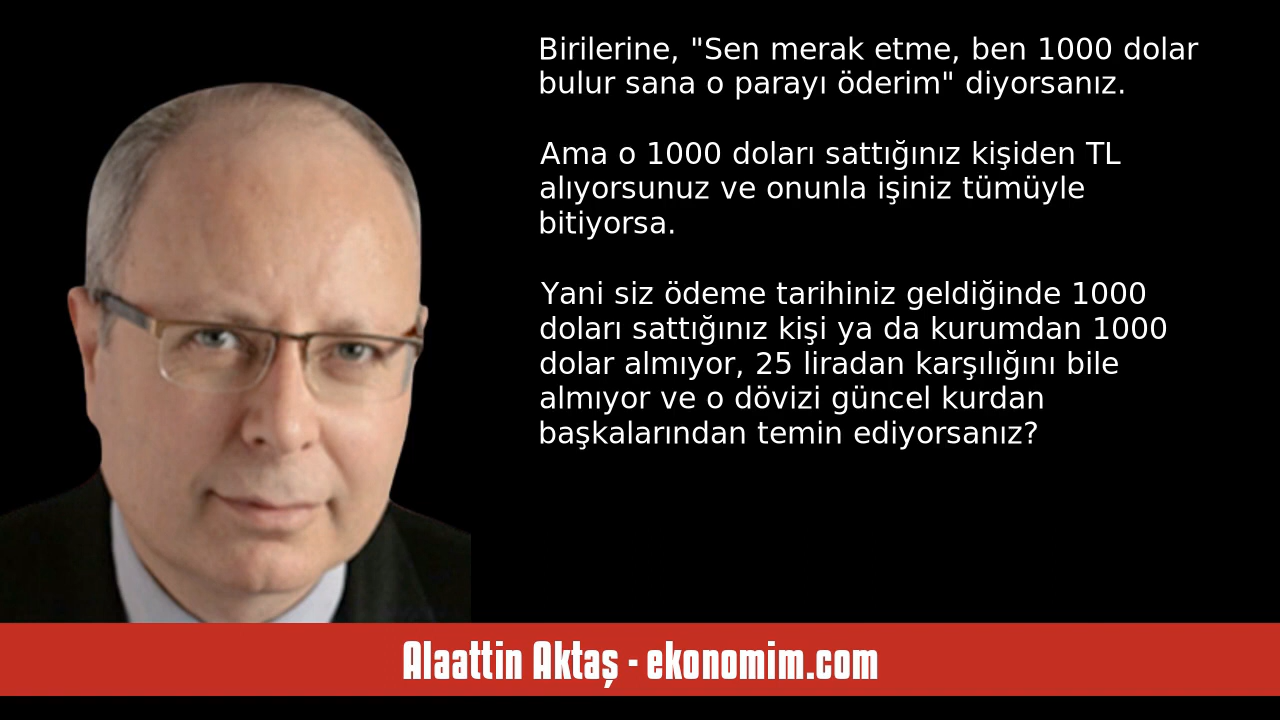 Birilerine, "Sen merak etme, ben 1000 dolar
bulur sana o parayı öderim" diyorsanız.
Ama o 1000 doları sattığınız kişiden TL
alıyorsunuz ve onunla işiniz tümüyle
bitiyorsa.
Yani siz ödeme tarihiniz geldiğinde 1000
doları sattığınız kişi ya da kurumdan 1000
dolar almıyor, 25 liradan karşılığını bile
almıyor ve o dövizi güncel kurdan
başkalarından temin ediyorsanız?
Alaattin Aktaş - ekonomim.com